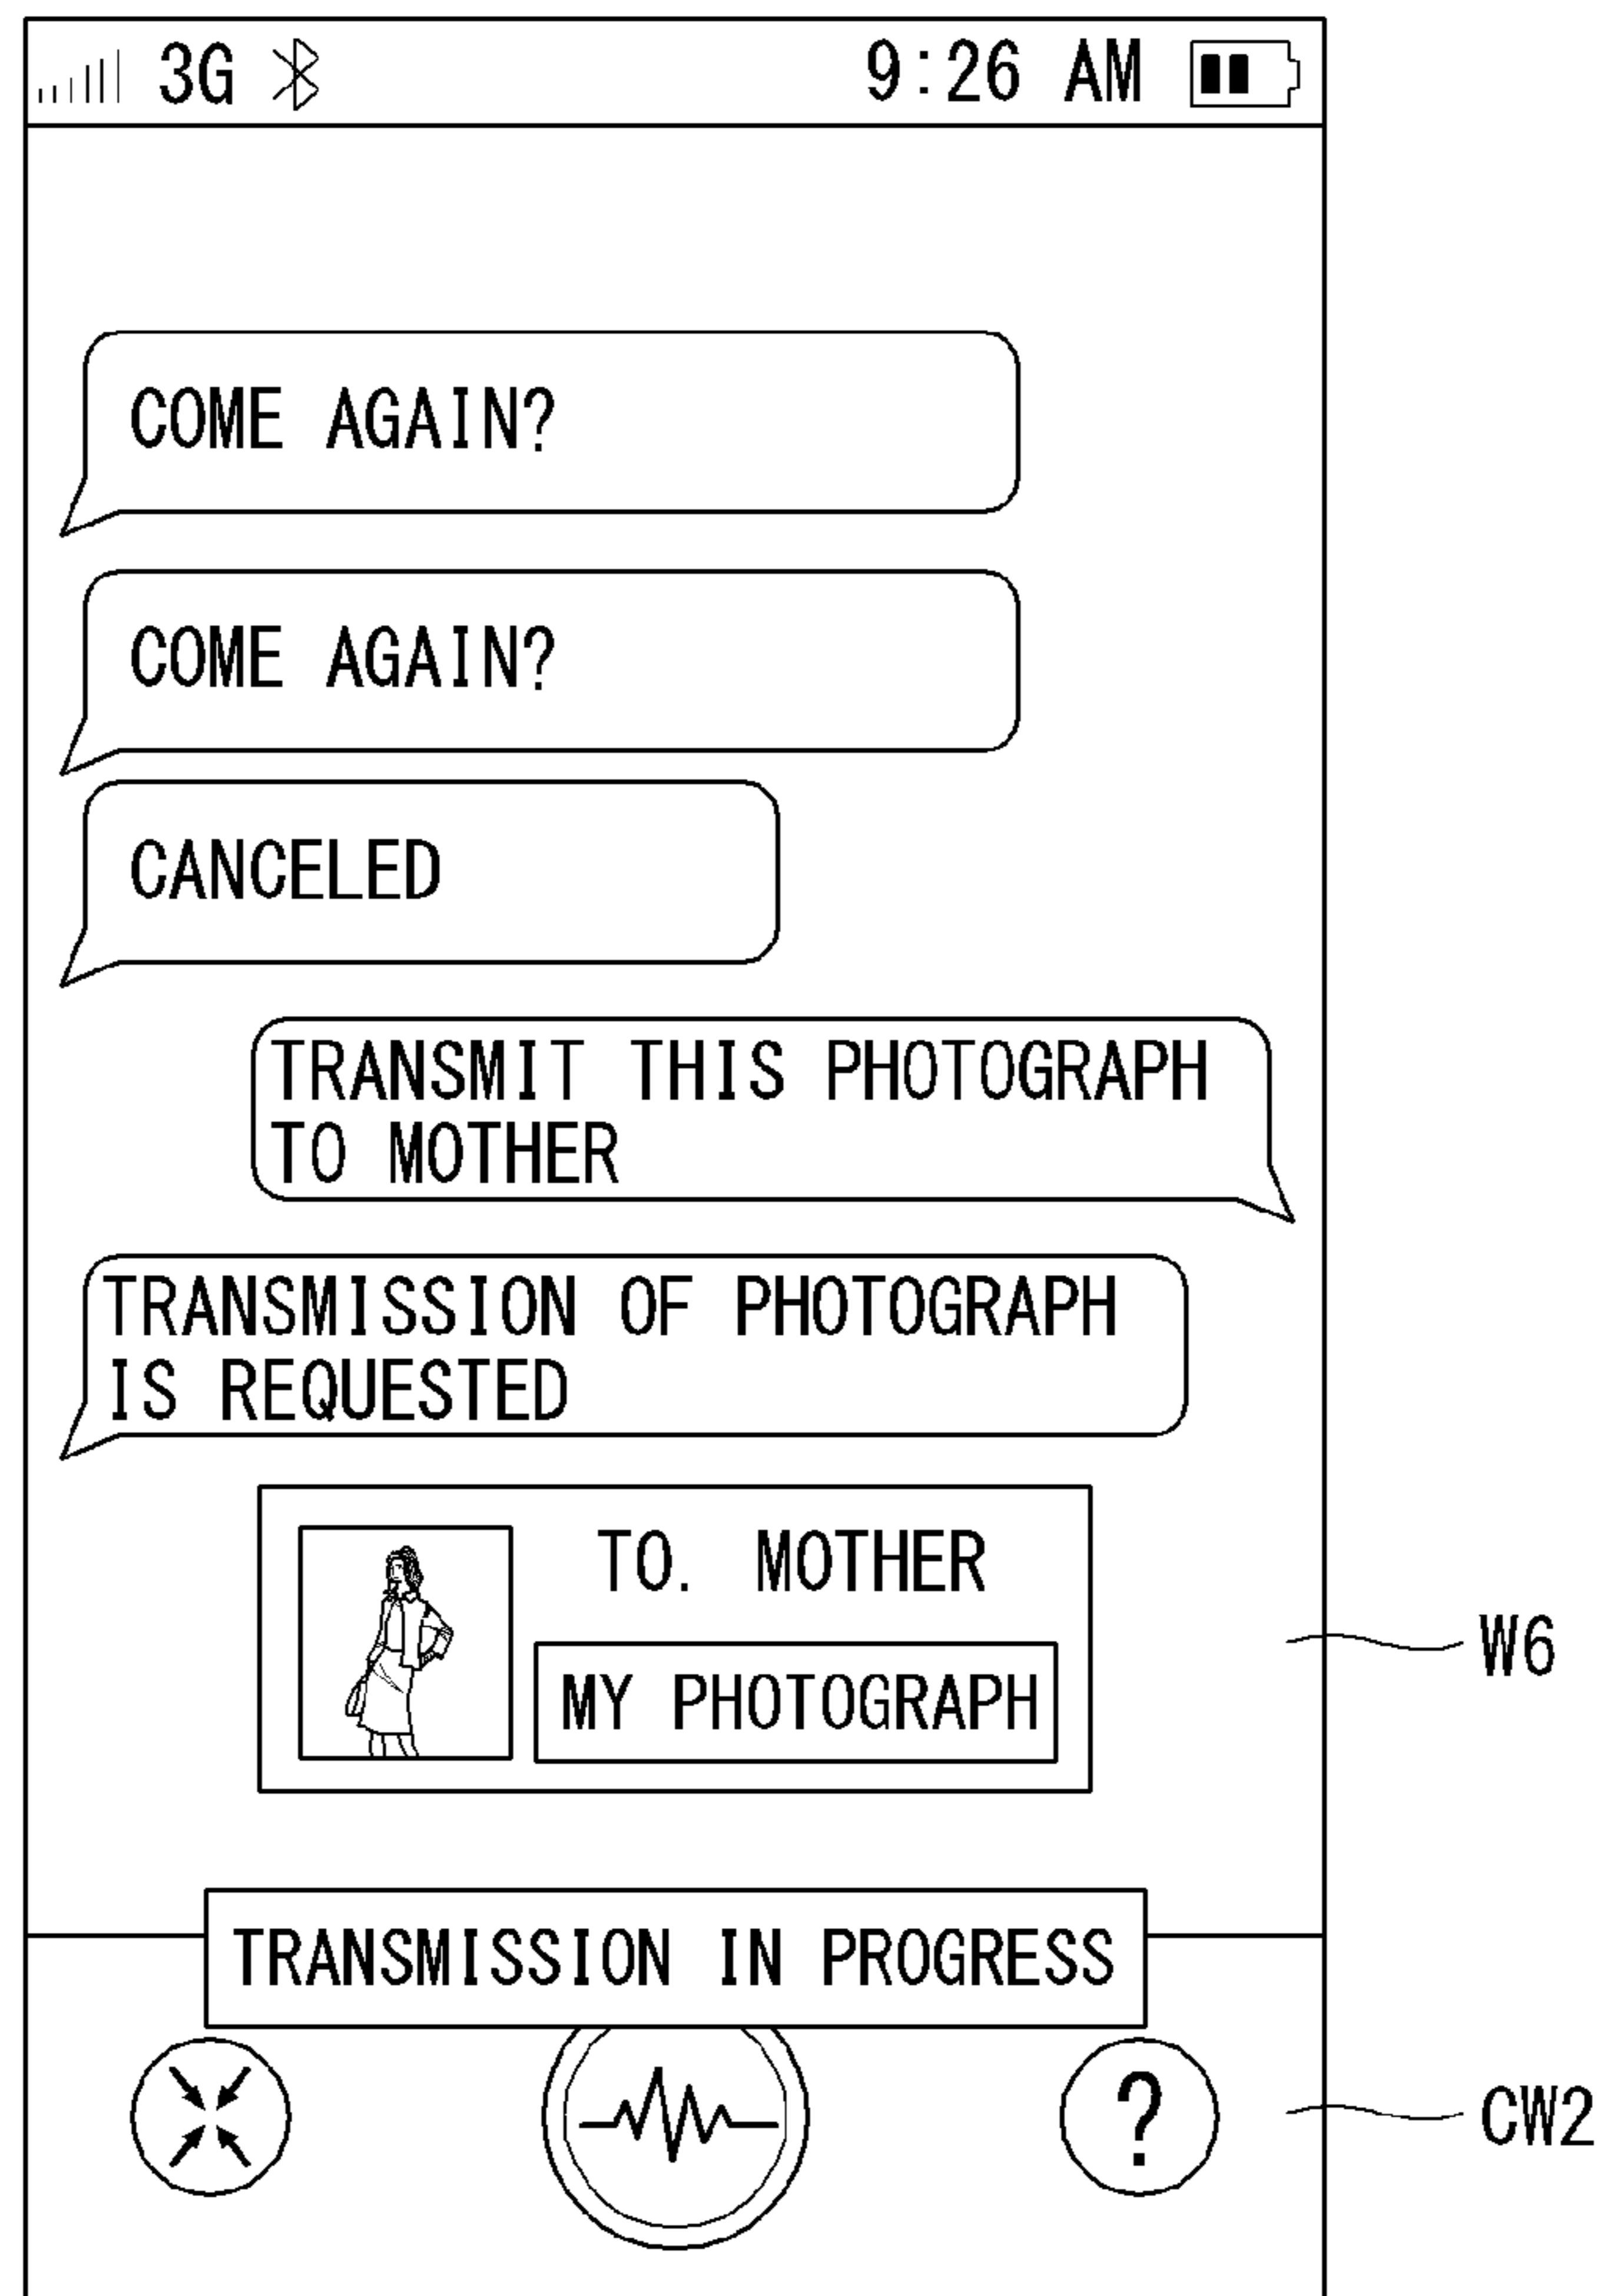 3G 9:26 AM
COME AGAIN?
COME AGAIN?
CANCELED
TRANSMIT THIS PHOTOGRAPH
TO MOTHER
TRANSMISSION OF PHOTOGRAPH
IS REQUESTED
TO. MOTHER
W6
MY PHOTOGRAPH
TRANSMISSION IN PROGRESS
?
CW2